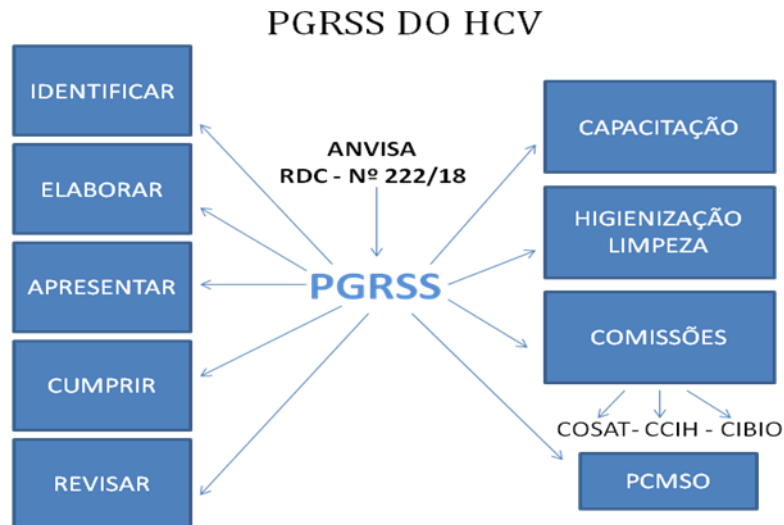 PGRSS DO HCV
IDENTIFICAR
ELABORAR
APRESENTAR
CUMPRIR
REVISAR
ANVISA
RDC - Nº 222/18
PGRSS
CAPACITAÇÃO
HIGIENIZAÇÃO
LIMPEZA
COMISSÕES
COSAT- CCIH - CIBIO
PCMSO